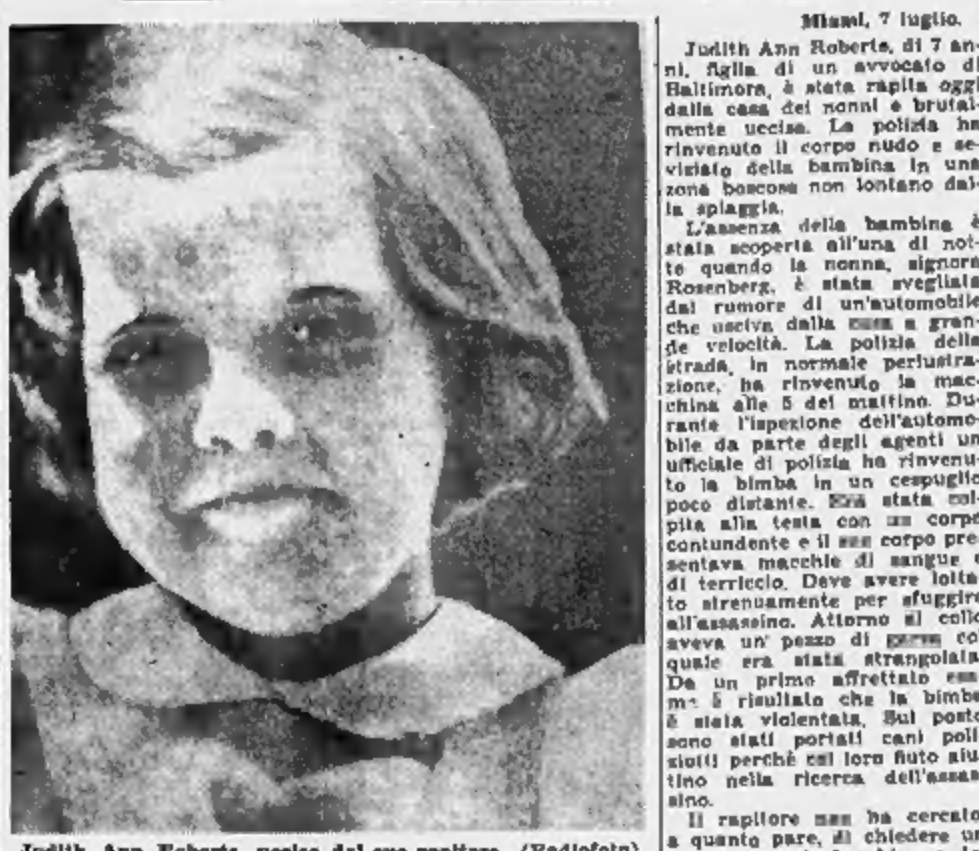 Miami, 7 luglio.
Judith Ann Roberts, di 7 an-
ni, figlia di un avvocato di
Baltimora, è stata rapita oggi
dalla casa dei nonni e brutal-
mente uccisa. La polizia ha
rinvenuto il corpo nudo e se-
viziato della bambina in una
zona boscosa non lontano dal-
la spiaggia.
L'assenza della bambina è
stata scoperta all'una di not-
te quando la nonna, signora
Rosenberg, è stata svegliata
dal rumore di un'automobile
che usciva dalla casa a gran-
de velocità. La polizia della
strada, in normale perlustra-
zione, ha rinvenuto la mac-
china alle 5 del mattino. Du-
rante l'ispezione dell'automo-
bile da parte degli agenti un
ufficiale di polizia ha rinvenu-
to la bimba in un cespuglio
poco distante. Era stata col-
pita alla testa con un corpo
contundente e il suo corpo pre-
sentava macchie di sangue e
di terriccio. Deve avere lotta-
to strenuamente per sfuggire
all'assassino. Attorno al collo
aveva un' pezzo di co
quale era stata strangolata
Da un primo affrettato
è risultato che la bimba
è stata violentata. Sul posto
sono stati portati cani poli
ziotti perchè col loro fiuto aiu
tino nella ricerca dell'assas
sino.
Il rapitore non ha cercato
a quanto pare, di chiedere un
Judith Ann Roberts, uccisa dal suo rapitore. (Radiofoto)